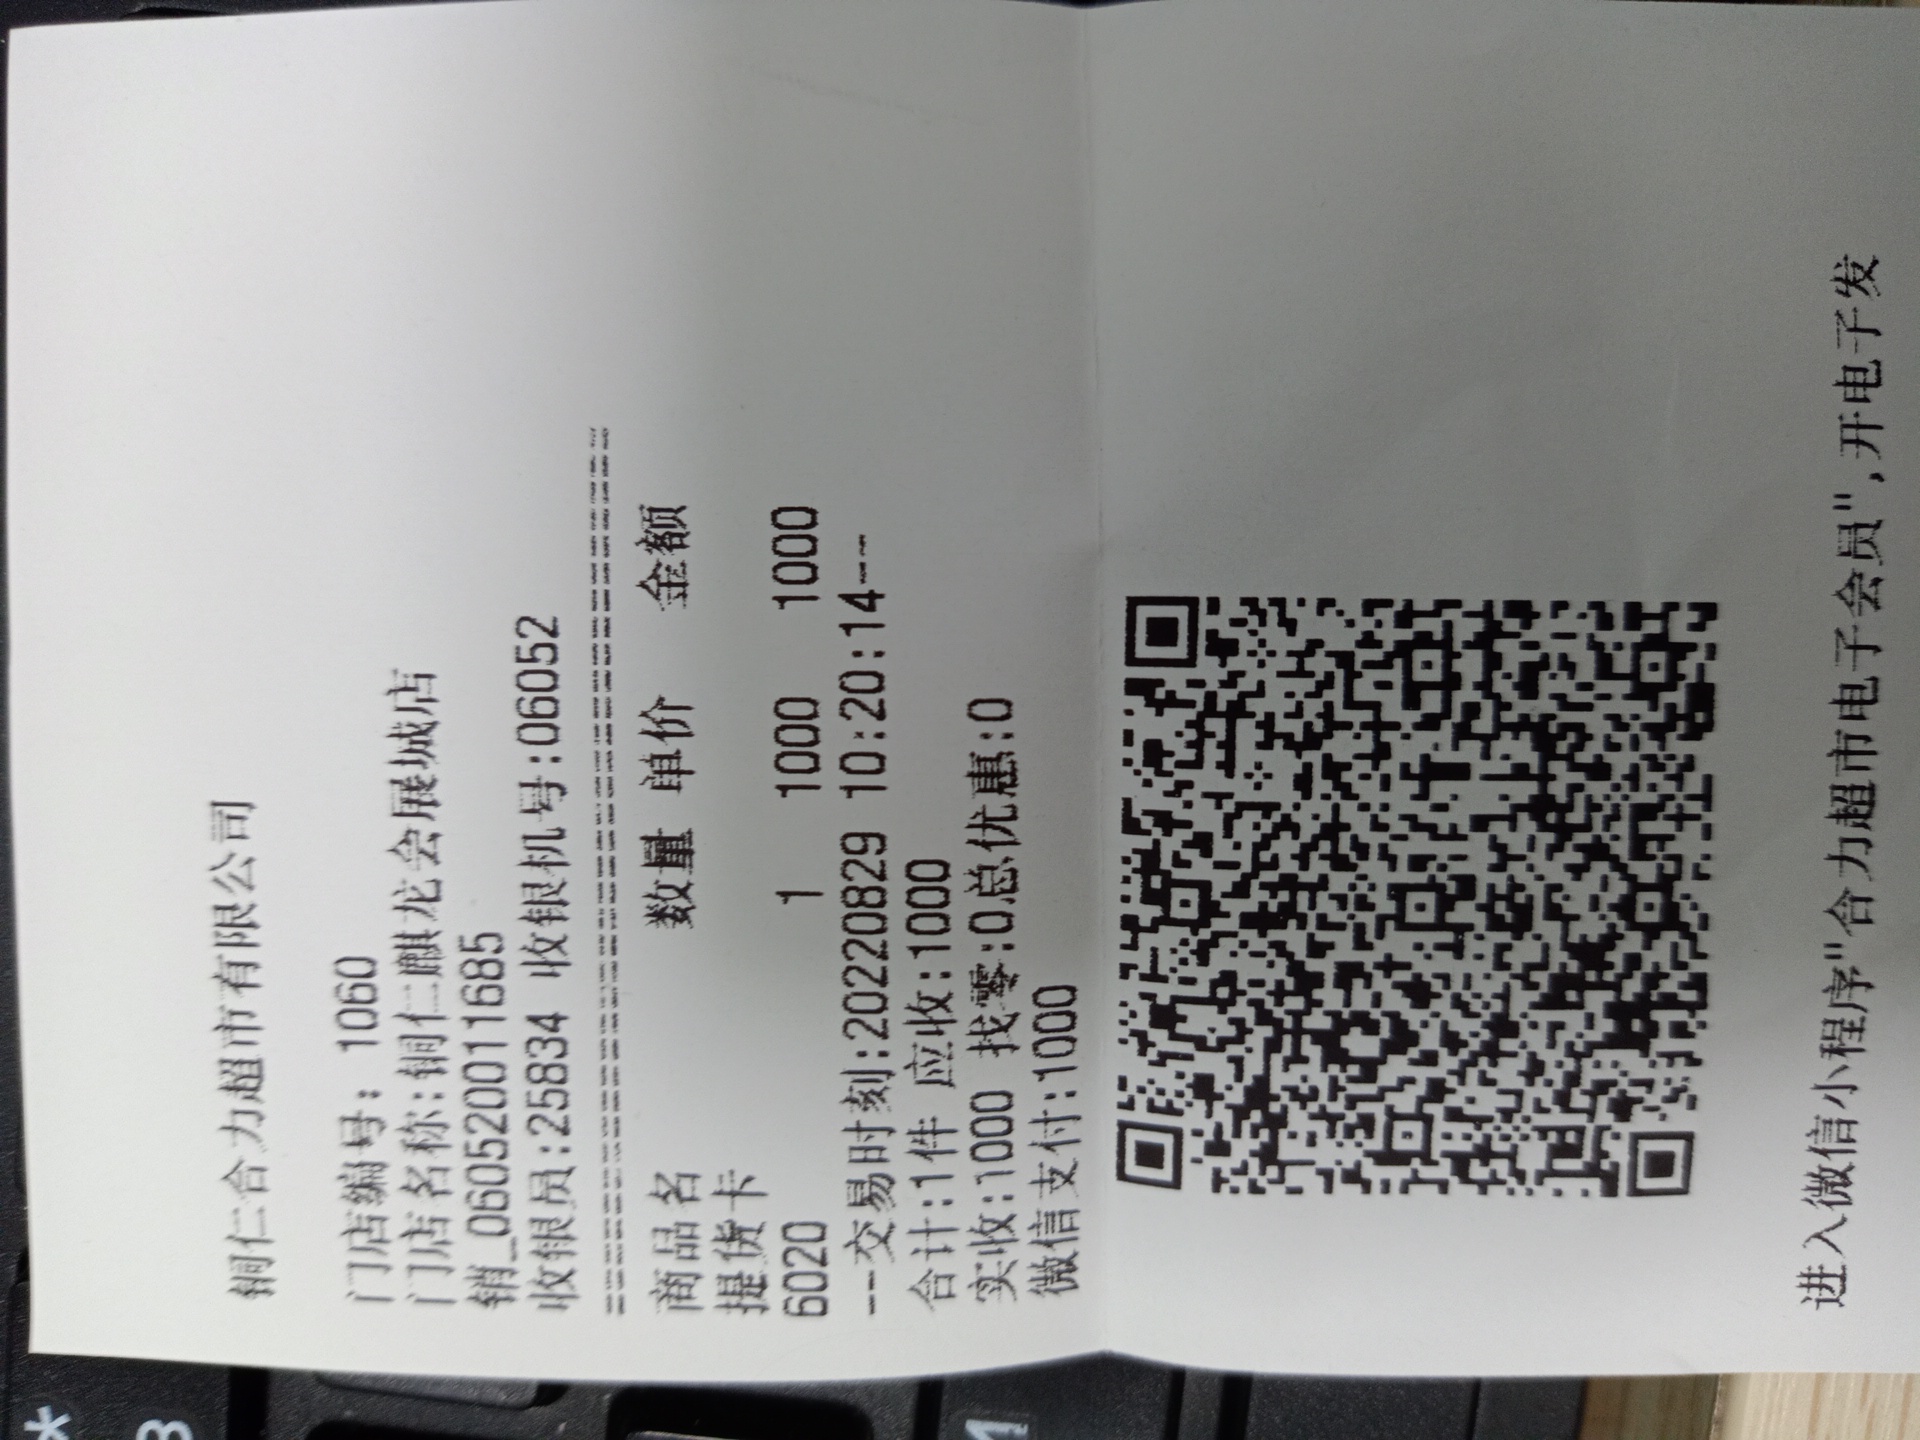 铜仁合力超市有限公司
门店编号: 1060
门店名称:铜仁麒龙会展城店
销_060520011685
收银员:25834 收银机号:06052
商品名 数量 单价 金额
提货卡
6020 1 1000 1000
--交易时刻:20220829 10:20:14--
合计:1件 应收:1000
实收:1000 找零:0总优惠:0
微信支付:1000
进入微信小程序"合力超市电子会员",开电子发
*
8